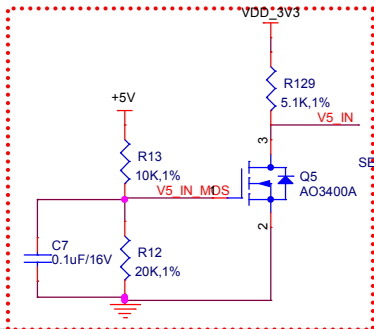 VDD_3V3
R129
5.1K,1%
+5V
V5_IN
3
R13
10K,1%
V5_IN_MOS
1
Q5
AO3400A
SE
2
C7
0.1uF/16V
R12
20K,1%